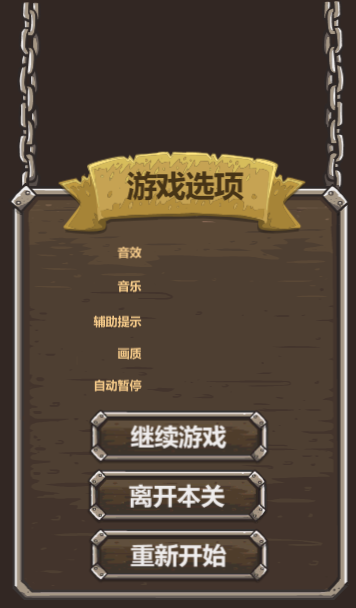 游戏选项
音效
音乐
辅助提示
画质
自动暂停
继续游戏
离开本关
重新开始